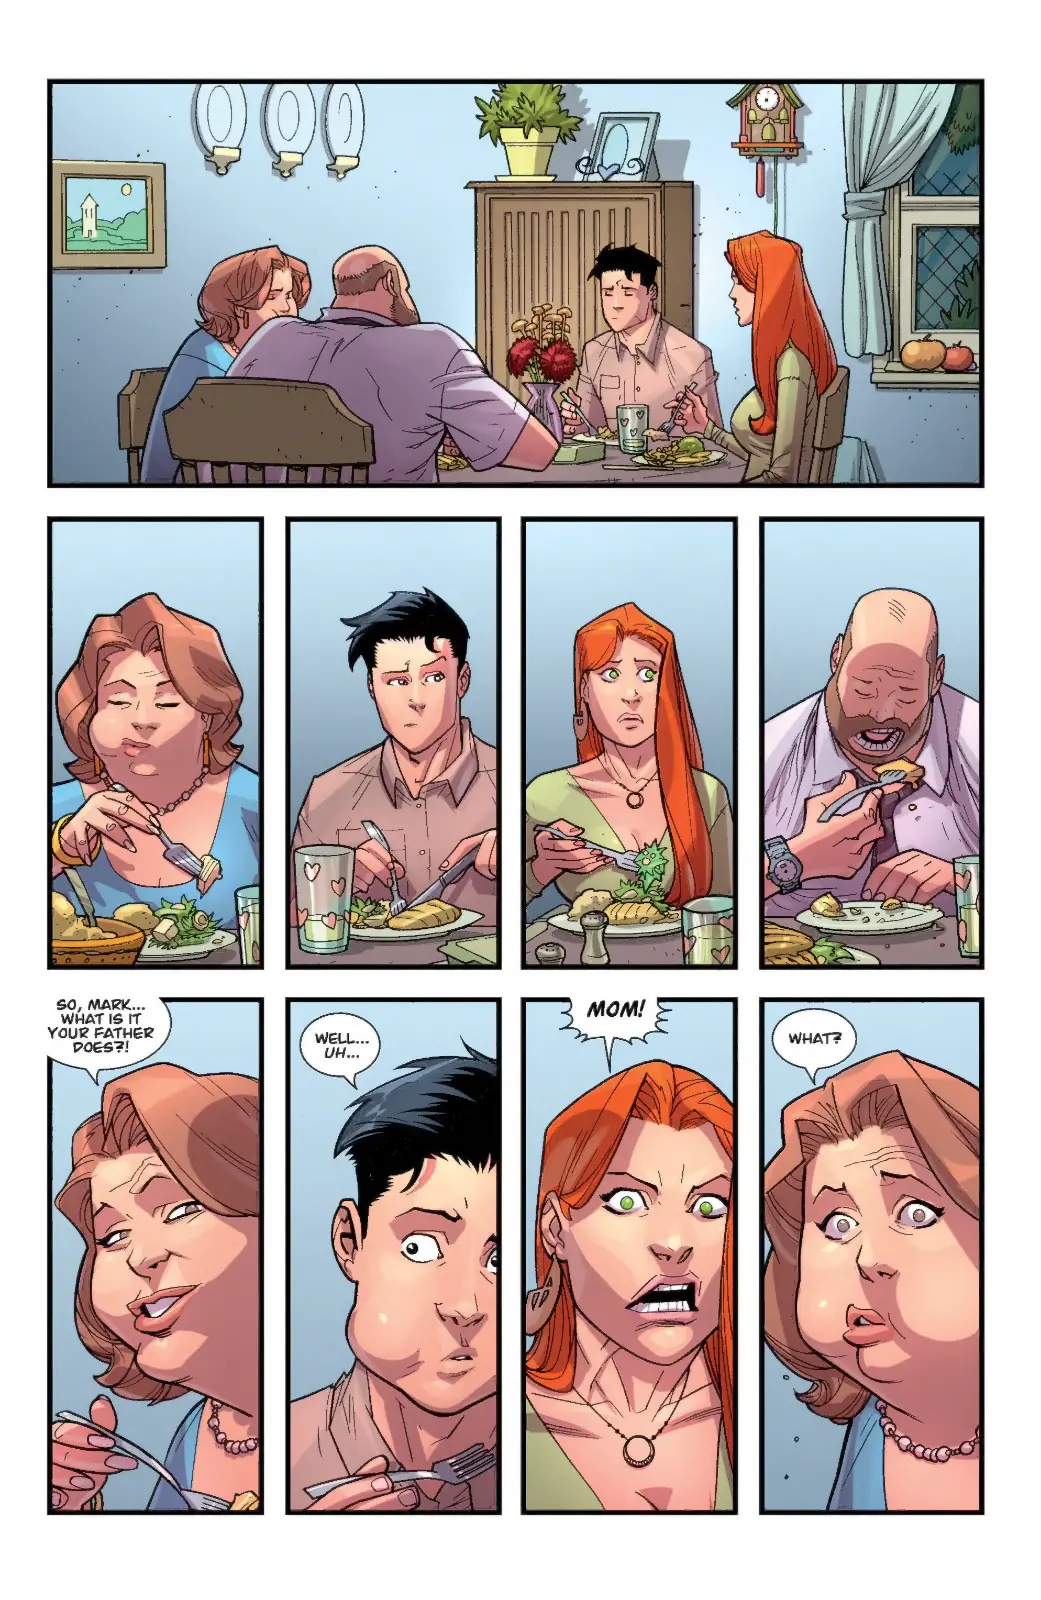 SO, MARK...
WHAT IS IT
YOUR FATHER
DOES?!
WELL...
UH...
MOM!
WHAT?